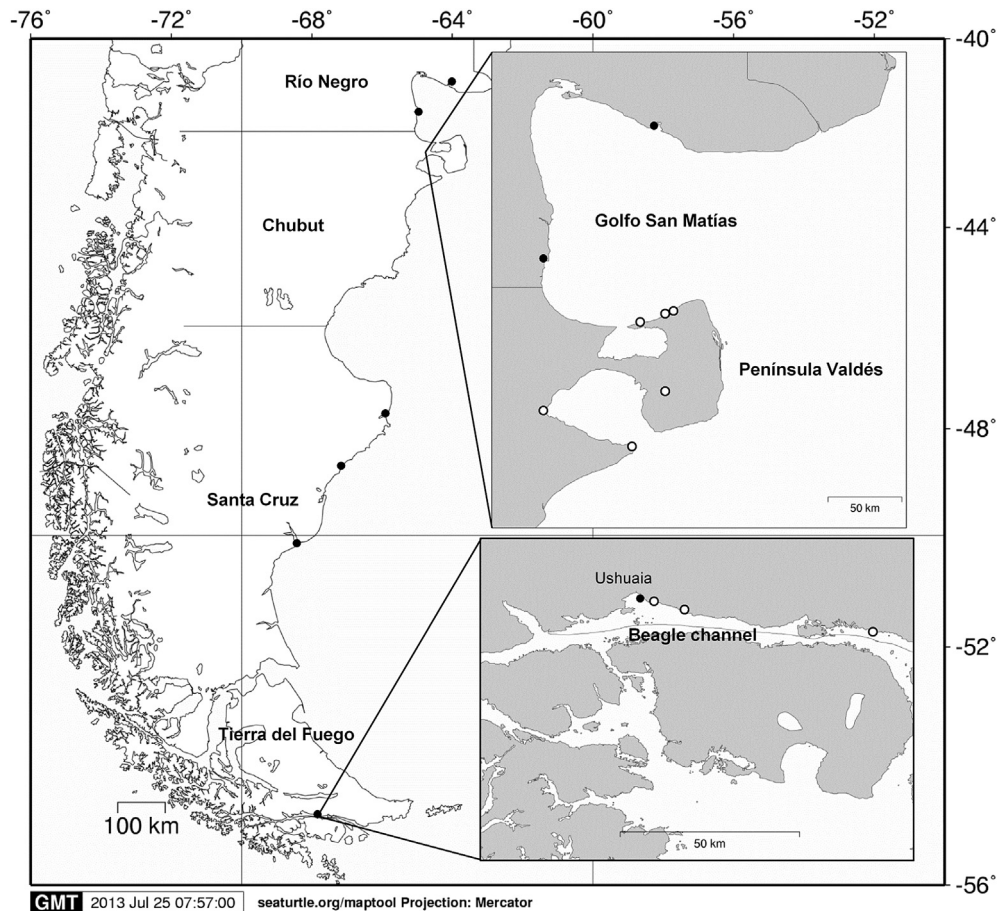 -76° -72° -68° -64° -60° -56° -52°
-40°
Río Negro
Golfo San Matías
Chubut
-44°
Península Valdés
-48°
Santa Cruz
50 km
Ushuaia
Beagle channel
-52°
Tierra del Fuego
100 km
50 km
-56°
GMT 2013 Jul 25 07:57:00 seaturtle.org/maptool Projection: Mercator